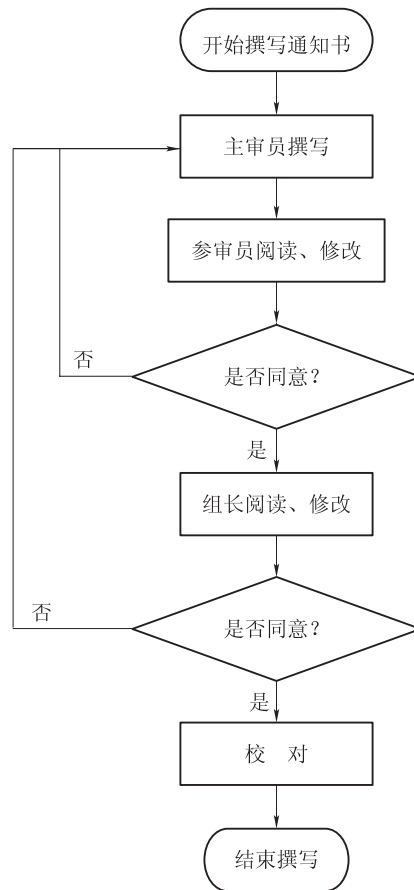 开始撰写通知书
主审员撰写
参审员阅读、修改
否
是否同意？
是
组长阅读、修改
否
是否同意？
是
校 对
结束撰写